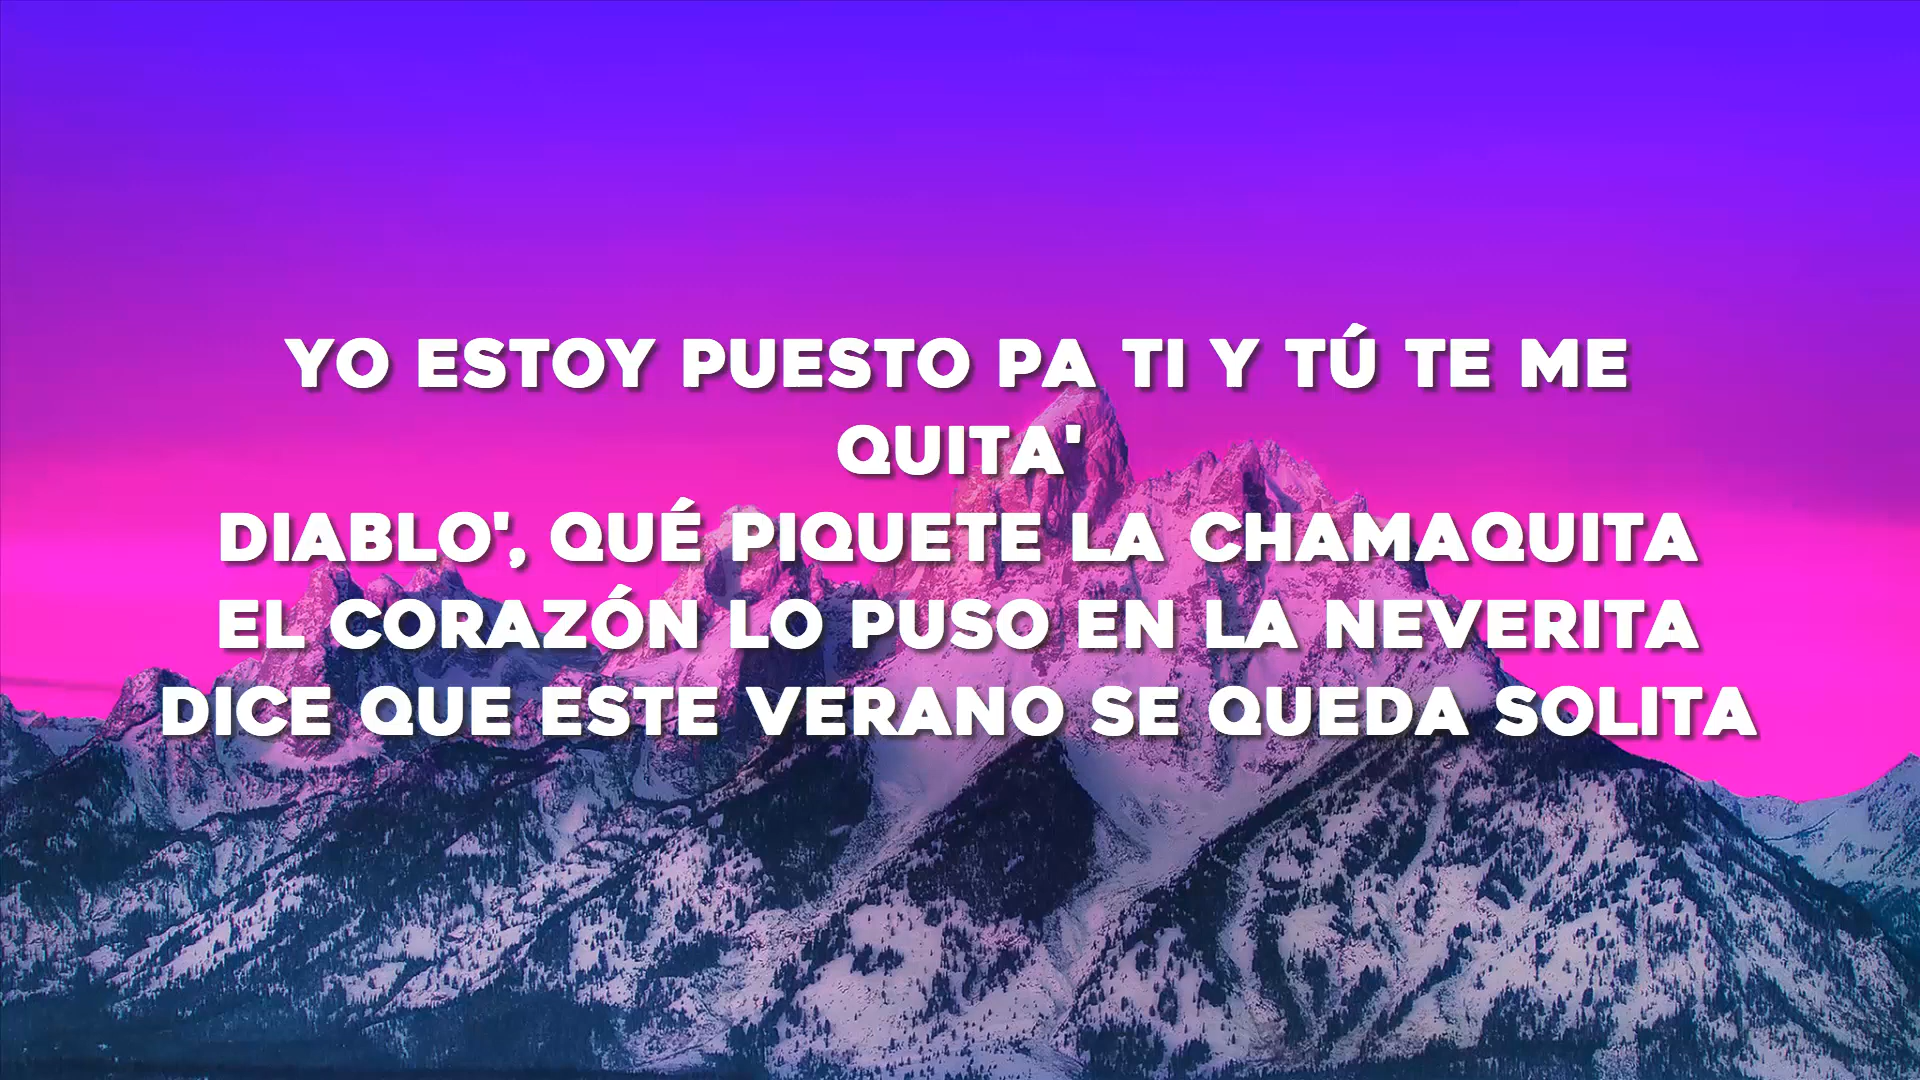 YO ESTOY PUESTO PA TI Y TÚ TE ME
QUITA'
DIABLO', QUÉ PIQUETE LA CHAMAQUITA
EL CORAZÓN LO PUSO EN LA NEVERITA
DICE QUE ESTE VERANO SE QUEDA SOLITA